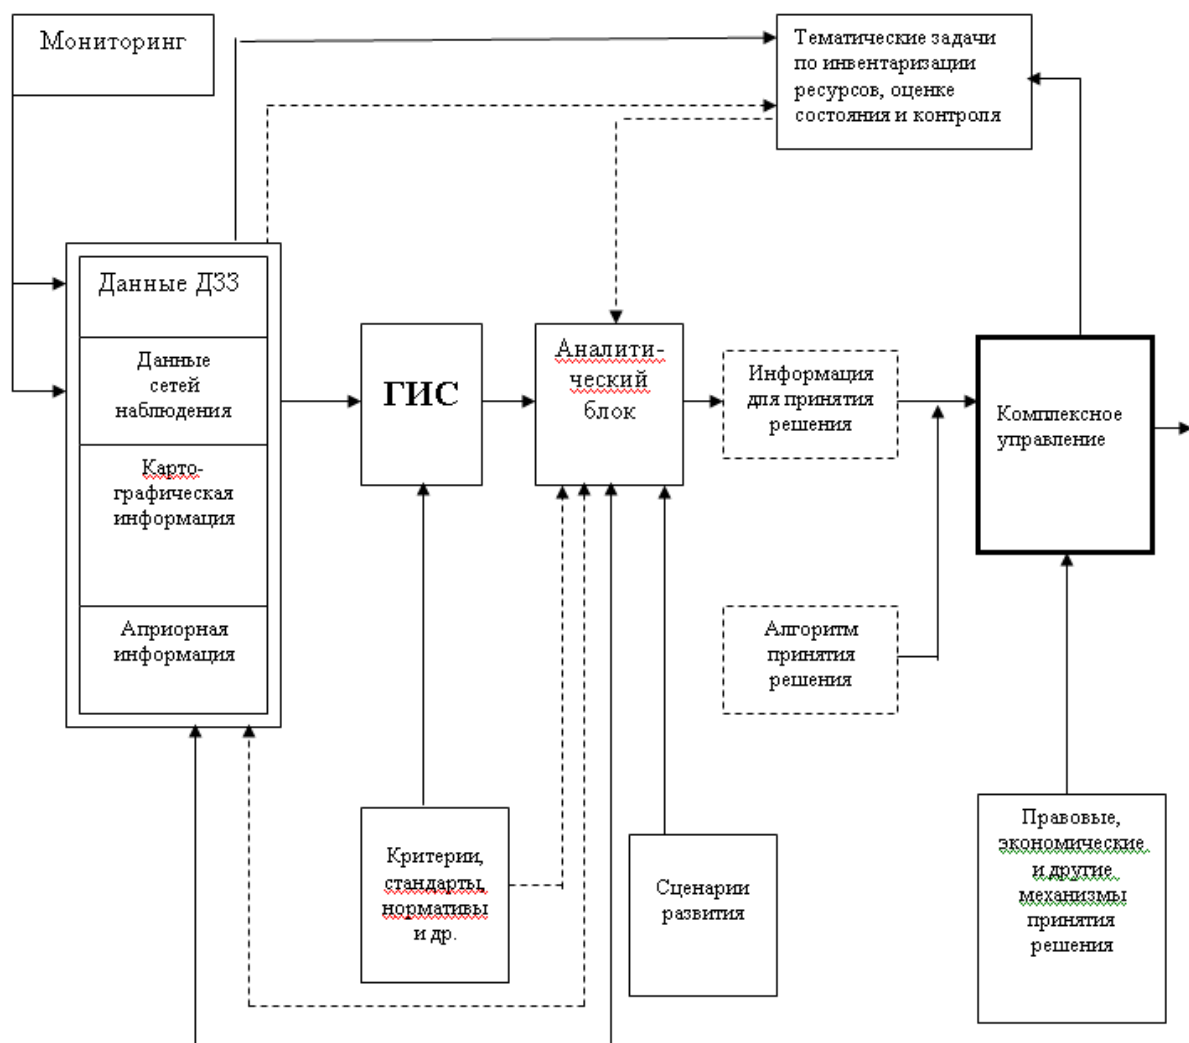 Мониторинг
Тематические задачи
по инвентаризации
ресурсов, оценке
состояния и контроля
Данные ДЗЗ
Данные
сетей
наблюдения
Карто-
графическая
информация
Априорная
информация
ГИС
Аналити-
ческий
блок
Информация
для принятия
решения
Комплексное
управление
Алгоритм
принятия
решения
Критерии,
стандарты,
нормативы
и др.
Сценарии
развития
Правовые,
экономические
и другие
механизмы
принятия
решения